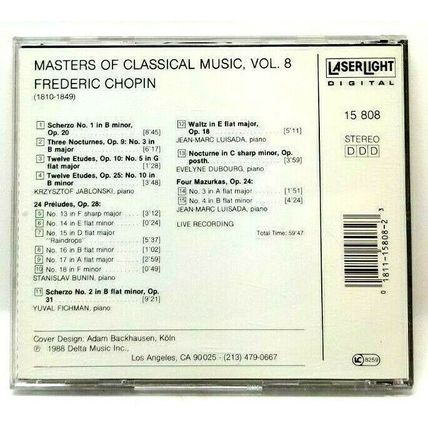 MASTERS OF CLASSICAL MUSIC, VOL. 8
FREDERIC CHOPIN
(1810-1849)
1 Scherzo No. 1 in B minor,
Op. 20 [8'45]
2 Three Nocturnes, Op. 9: No. 3 in
B major [6'17]
3 Twelve Etudes, Op. 10: No. 5 in G
flat major [1'28]
4 Twelve Etudes, Op. 25: No. 10 in
B minor [3'48]
KRZYSZTOF JABLONSKI, piano
24 Préludes, Op. 28:
5 No. 13 in F sharp major [3'12]
6 No. 14 in E flat minor [0'24]
7 No. 15 in D flat major
"Raindrops" [5'37]
8 No. 16 in B flat minor [1'00]
9 No. 17 in A flat major [2'59]
10 No. 18 in F minor [0'49]
STANISLAV BUNIN, piano
11 Scherzo No. 2 in B flat minor, Op.
31 [9'21]
YUVAL FICHMAN, piano
12 Waltz in E flat major,
Op. 18 [5'11]
JEAN-MARC LUISADA, piano
13 Nocturne in C sharp minor, Op.
posth. [3'59]
EVELYNE DUBOURG, piano
Four Mazurkas, Op. 24:
14 No. 3 in A flat major [1'51]
15 No. 4 in B flat minor [4'24]
JEAN-MARC LUISADA, piano
LIVE RECORDING
Total Time: 59'47
LASERLIGHT
DIGITAL
15 808
STEREO
DDD
0 1811-15808-2 3
Cover Design: Adam Backhausen, Köln
℗ 1988 Delta Music Inc.,
Los Angeles, CA 90025 - (213) 479-0667
LC 8259